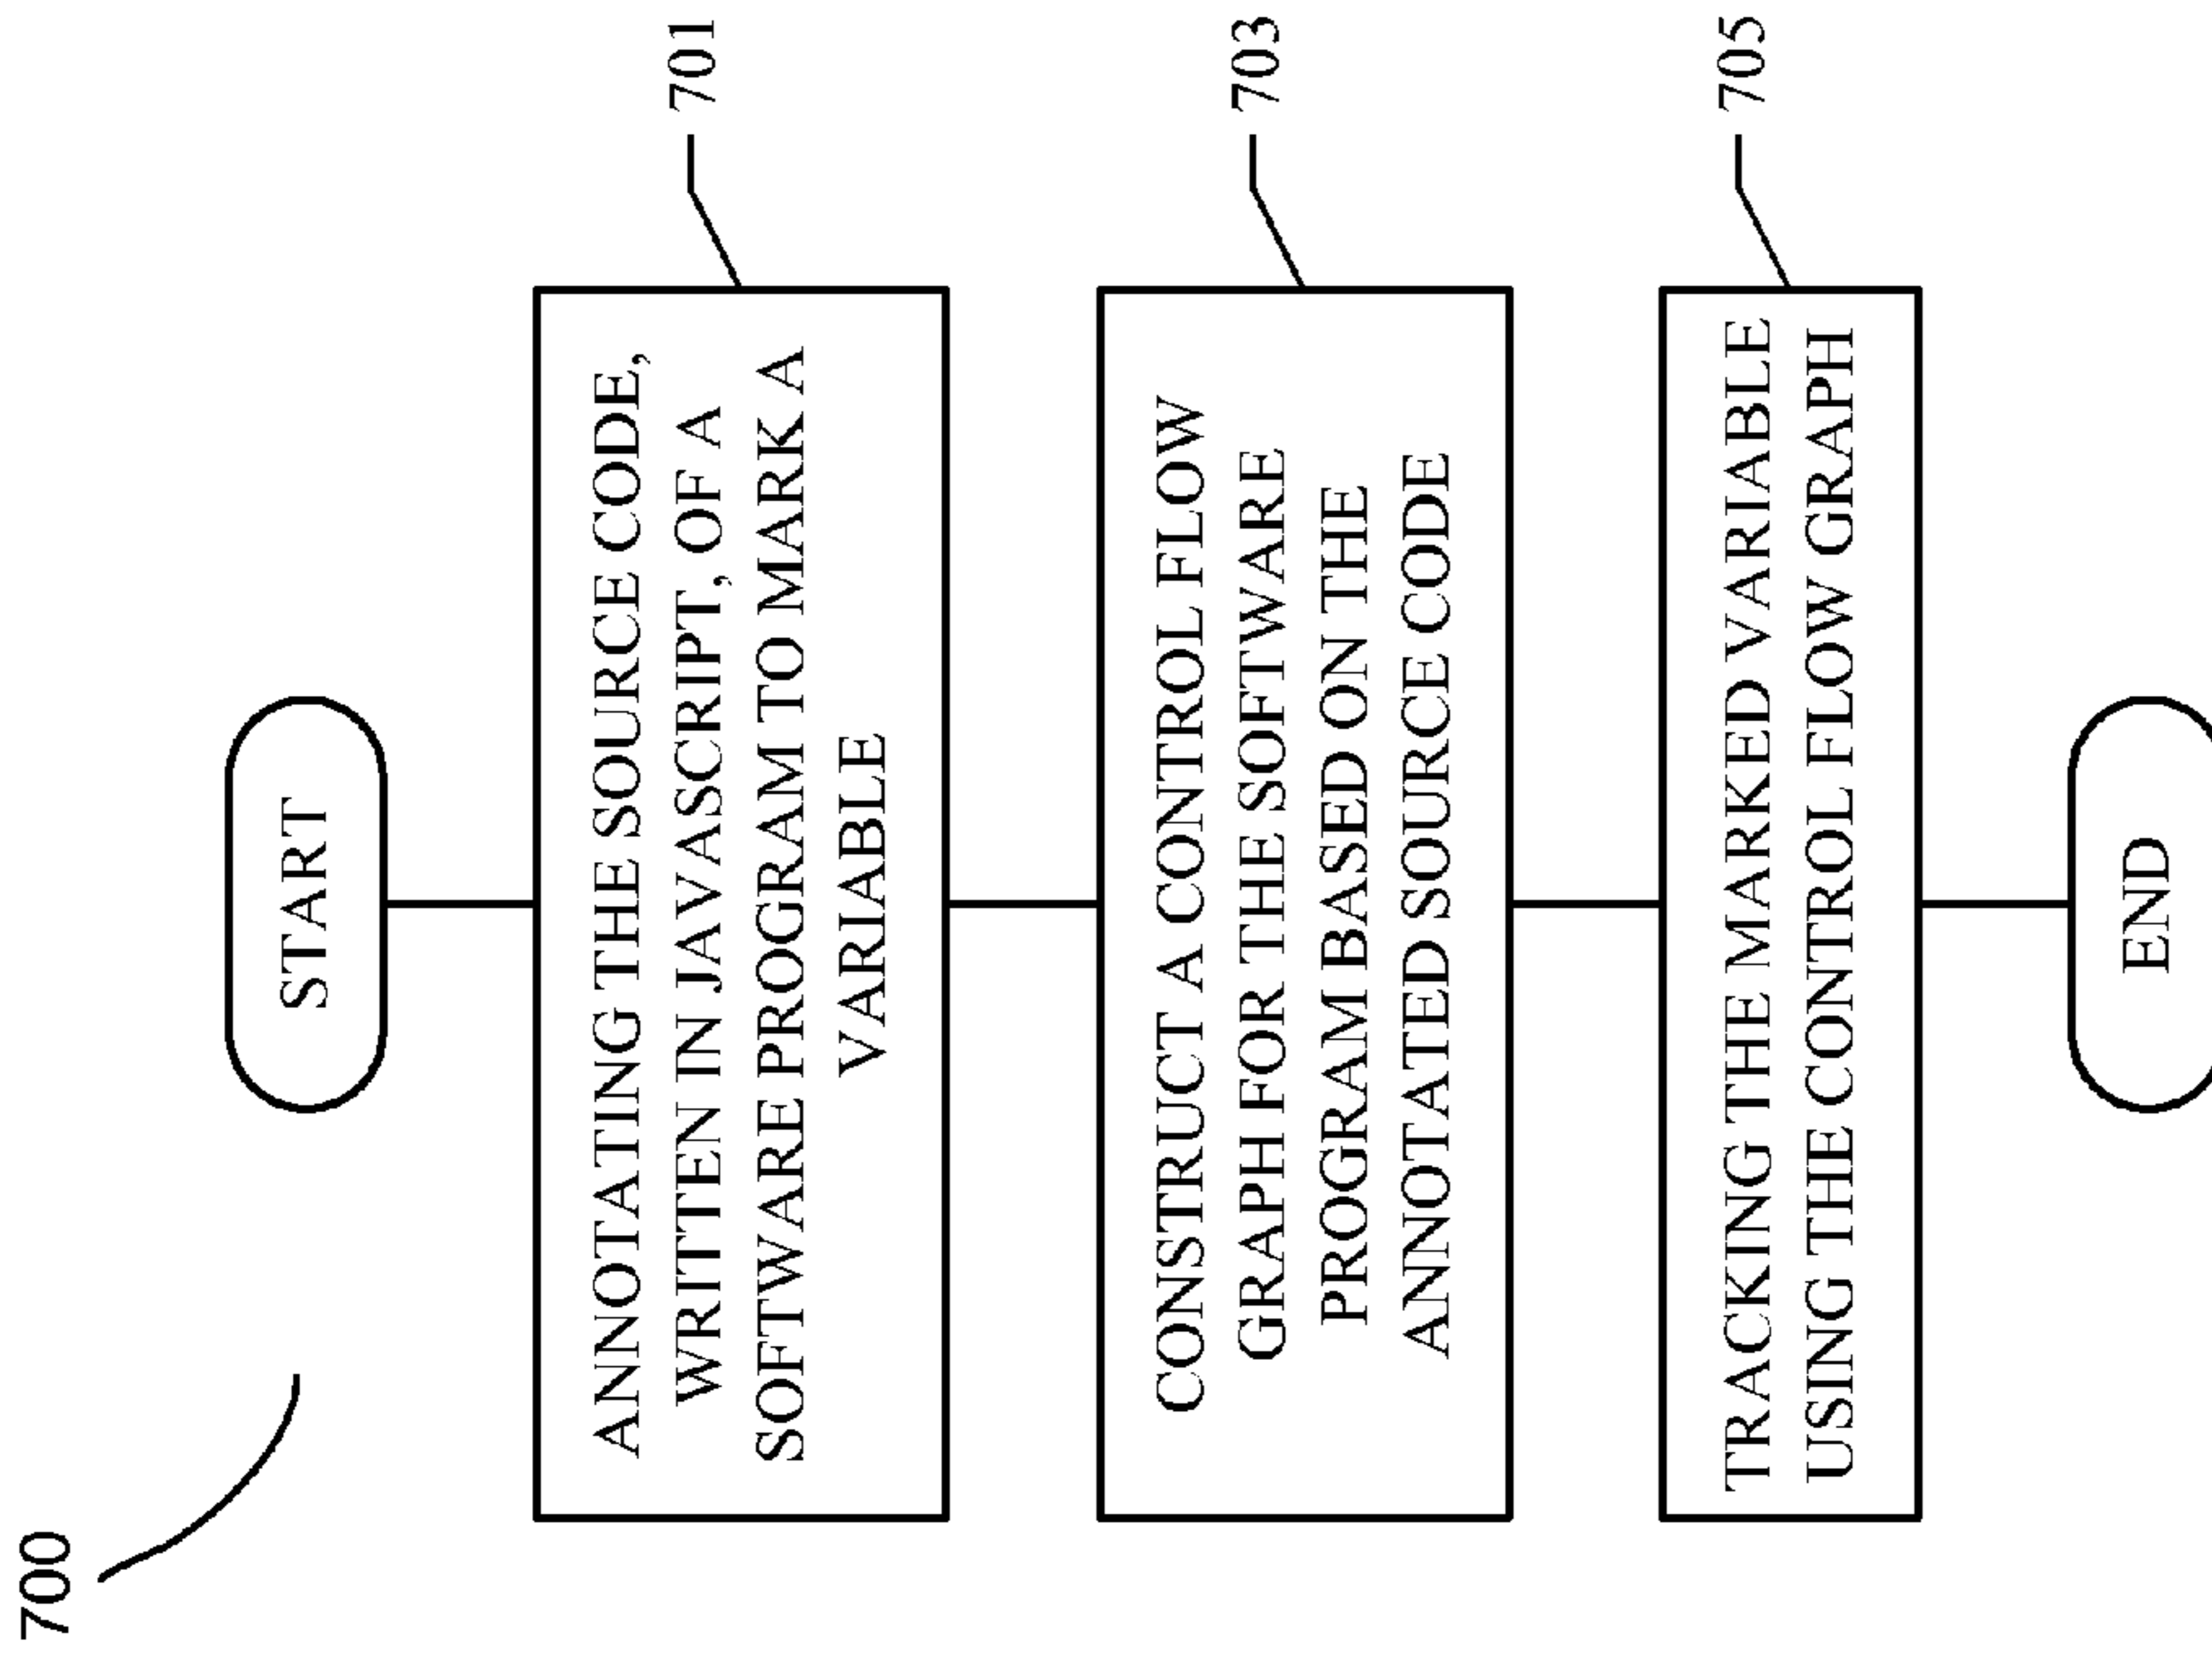 700
START
ANNOTATING THE SOURCE CODE,
WRITTEN IN JAVASCRIPT, OF A
SOFTWARE PROGRAM TO MARK A
VARIABLE
701
CONSTRUCT A CONTROL FLOW
GRAPH FOR THE SOFTWARE
PROGRAM BASED ON THE
ANNOTATED SOURCE CODE
703
TRACKING THE MARKED VARIABLE
USING THE CONTROL FLOW GRAPH
705
END